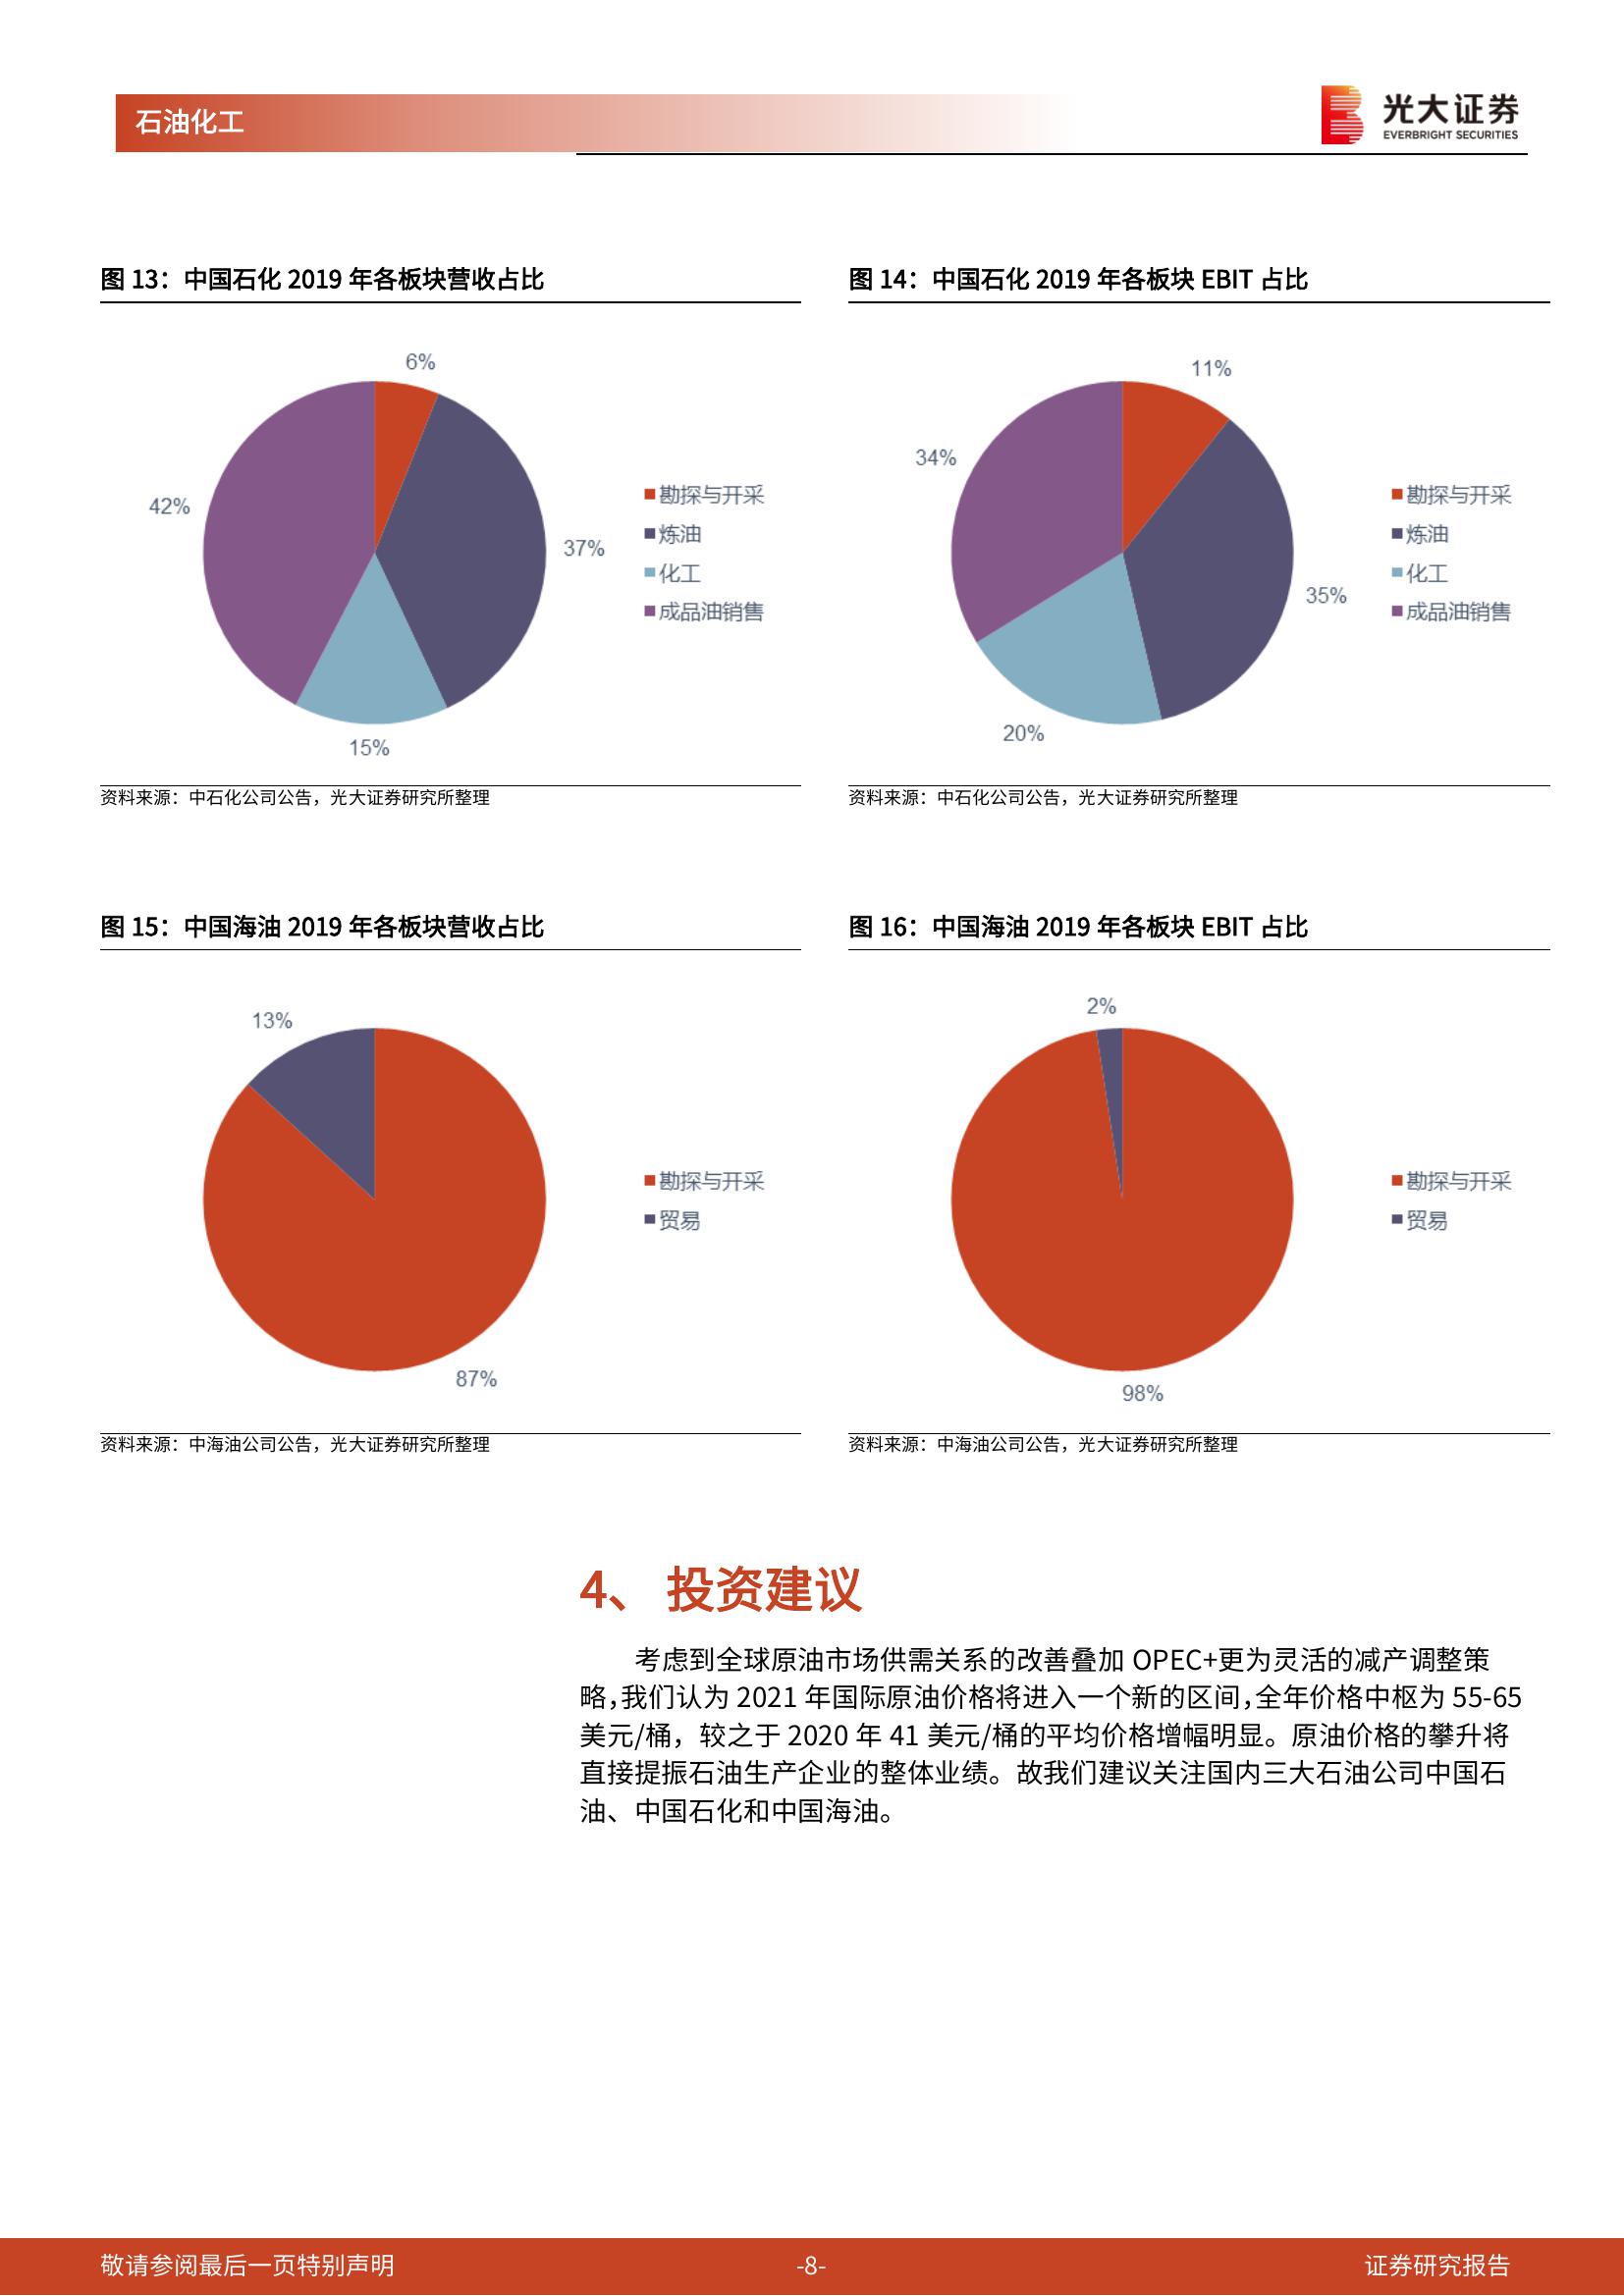 石油化工
光大证券
EVERBRIGHT SECURITIES
图 13：中国石化 2019 年各板块营收占比
6%
42%
37%
15%
勘探与开采
炼油
化工
成品油销售
资料来源：中石化公司公告，光大证券研究所整理
图 14：中国石化 2019 年各板块 EBIT 占比
11%
34%
35%
20%
勘探与开采
炼油
化工
成品油销售
资料来源：中石化公司公告，光大证券研究所整理
图 15：中国海油 2019 年各板块营收占比
13%
87%
勘探与开采
贸易
资料来源：中海油公司公告，光大证券研究所整理
图 16：中国海油 2019 年各板块 EBIT 占比
2%
98%
勘探与开采
贸易
资料来源：中海油公司公告，光大证券研究所整理
4、 投资建议
考虑到全球原油市场供需关系的改善叠加 OPEC+更为灵活的减产调整策
略，我们认为 2021 年国际原油价格将进入一个新的区间，全年价格中枢为 55-65
美元/桶，较之于 2020 年 41 美元/桶的平均价格增幅明显。原油价格的攀升将
直接提振石油生产企业的整体业绩。故我们建议关注国内三大石油公司中国石
油、中国石化和中国海油。
敬请参阅最后一页特别声明
-8-
证券研究报告